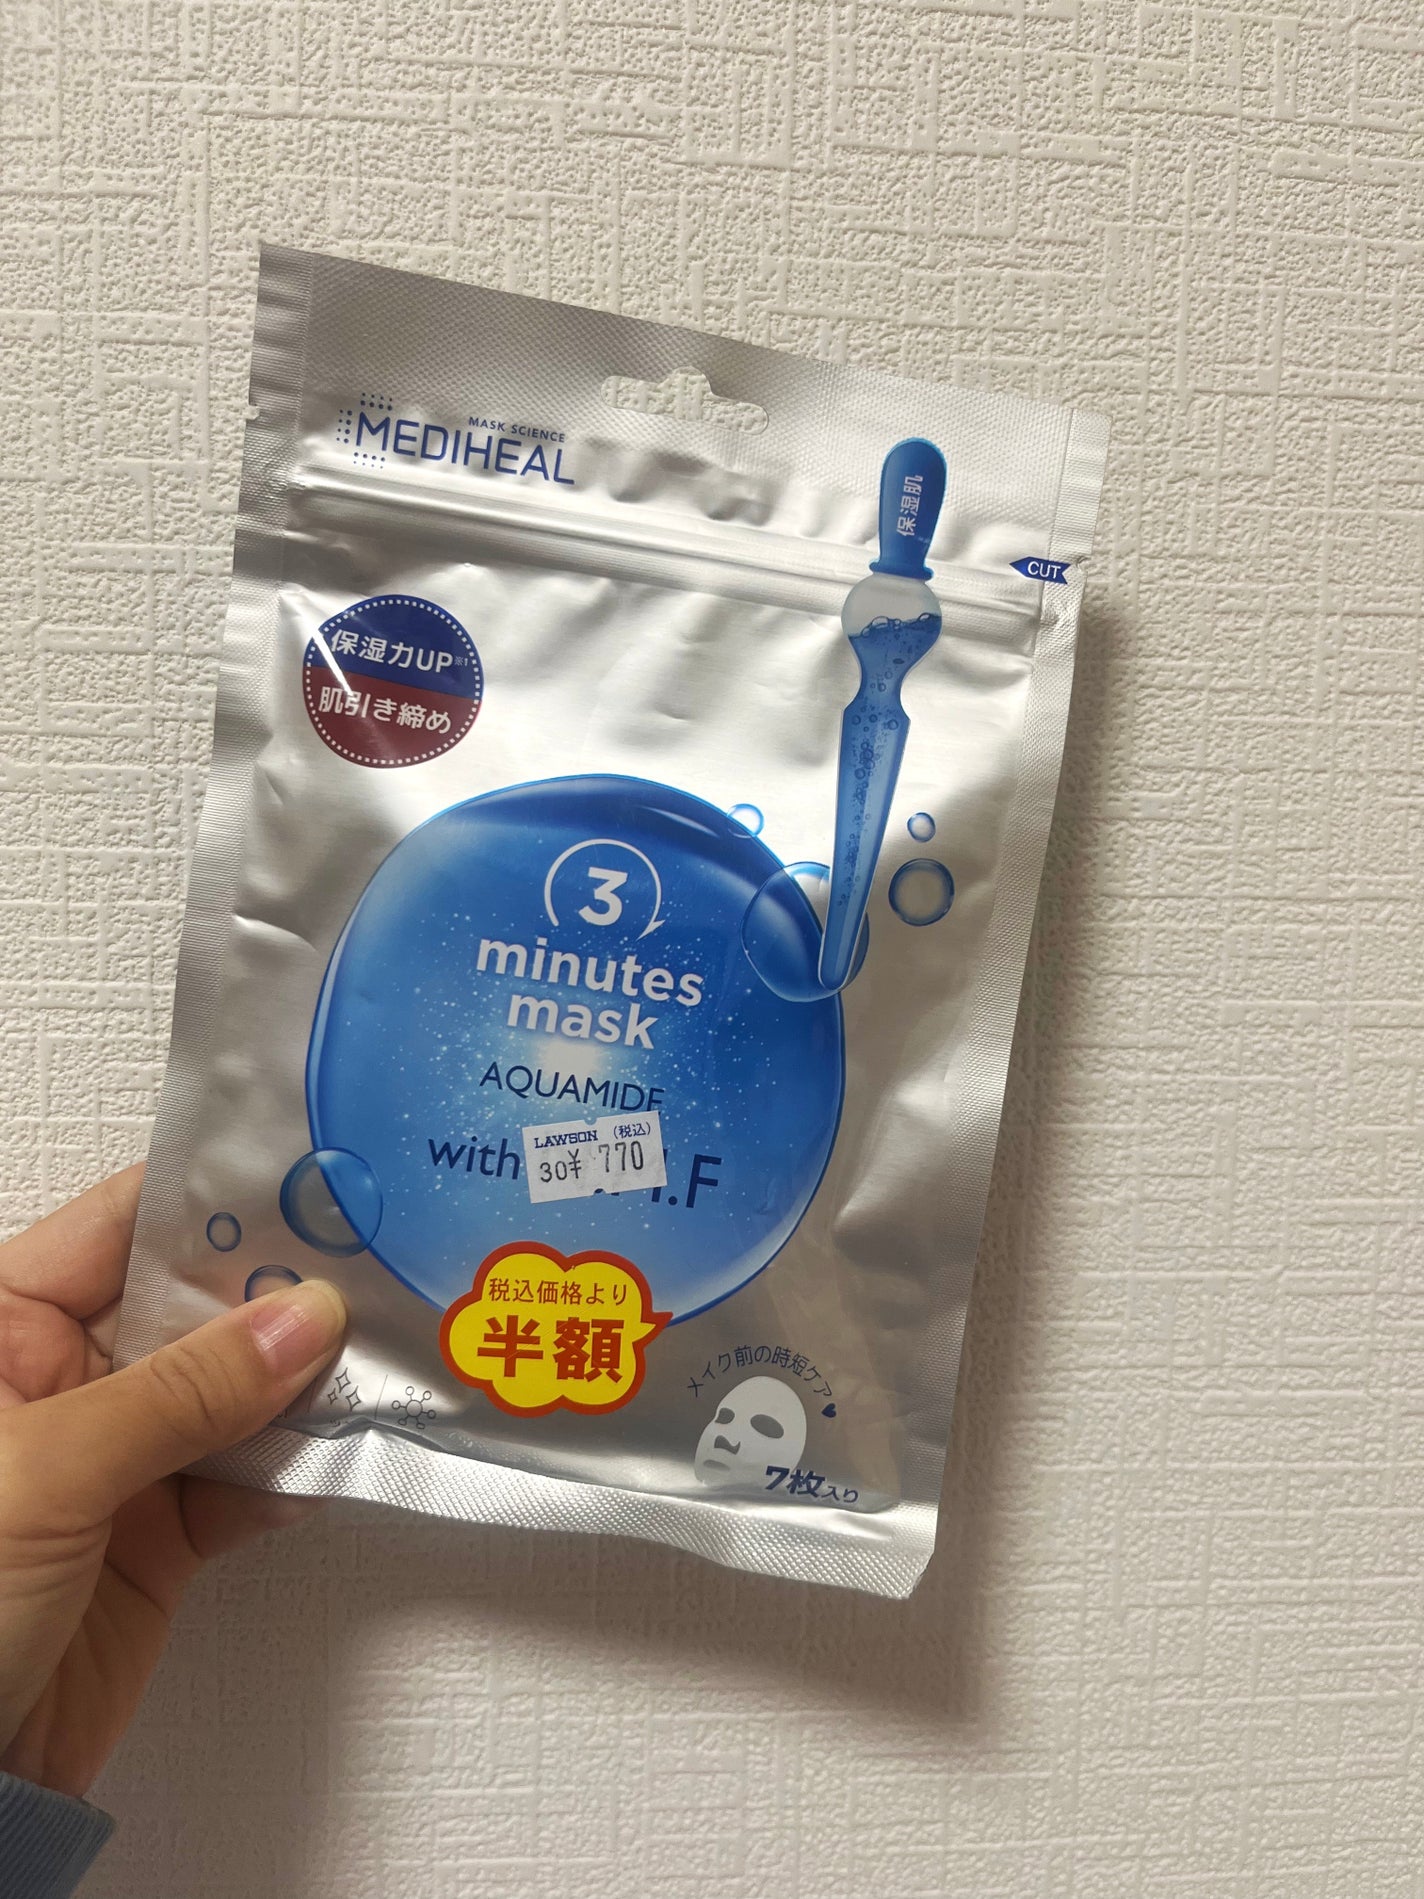 MASK SCIENCE
MEDIHEAL
保湿肌
CUT
保湿力UP※1
肌引き締め
3
minutes
mask
AQUAMIDE
with
.F
LAWSON (税込)
30¥ 770
税込価格より
半額
メイク前の時短ケア
7枚入り